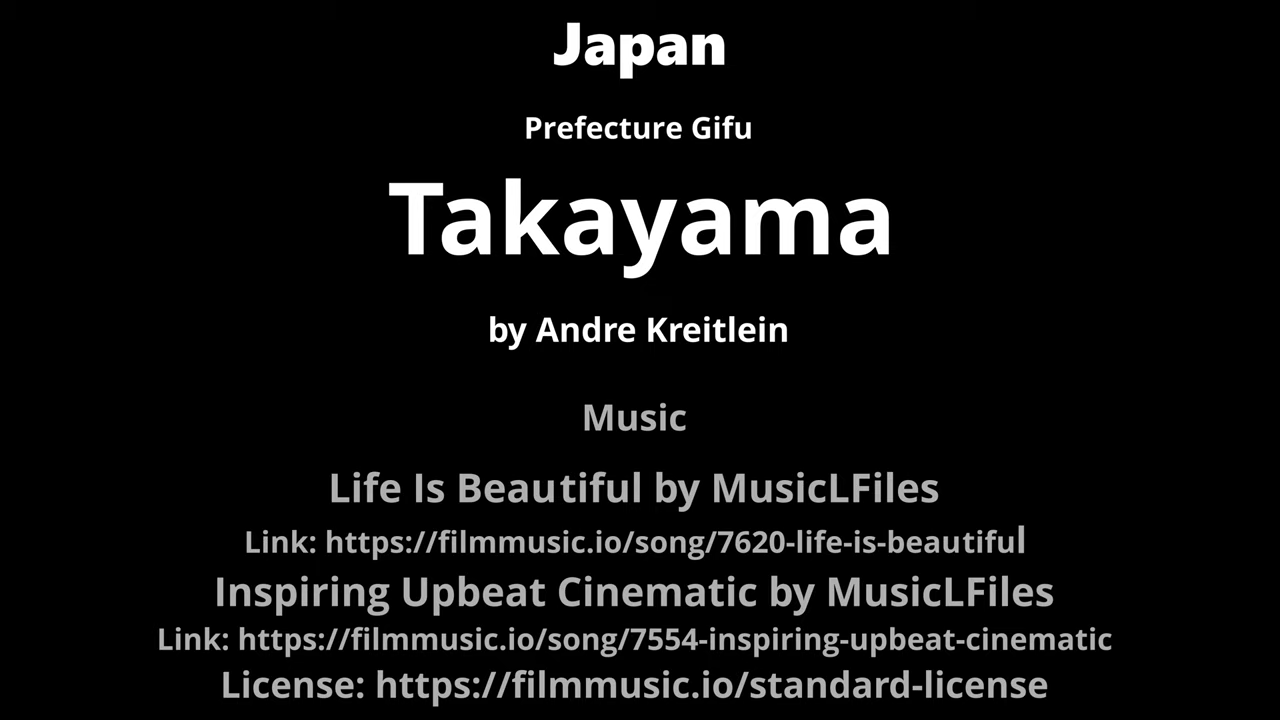 Japan
Prefecture Gifu
Takayama
by Andre Kreitlein
Music
Life Is Beautiful by MusicLFiles
Link: https://filmmusic.io/song/7620-life-is-beautiful
Inspiring Upbeat Cinematic by MusicLFiles
Link: https://filmmusic.io/song/7554-inspiring-upbeat-cinematic
License: https://filmmusic.io/standard-license